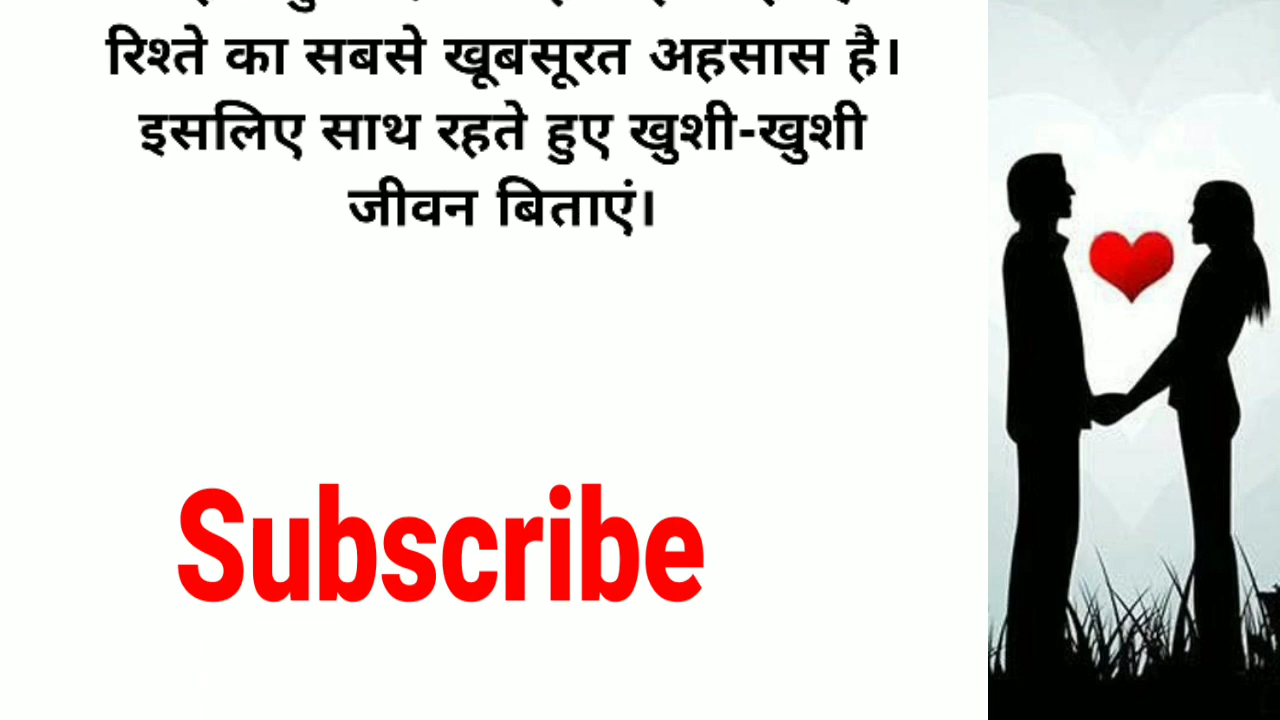 रिश्ते का सबसे खूबसूरत अहसास है।
इसलिए साथ रहते हुए खुशी-खुशी
जीवन बिताएं।
Subscribe